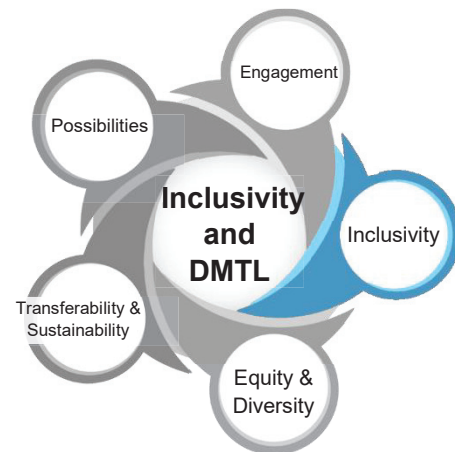 Engagement
Possibilities
Inclusivity
and
DMTL
Inclusivity
Transferability &
Sustainability
Equity &
Diversity